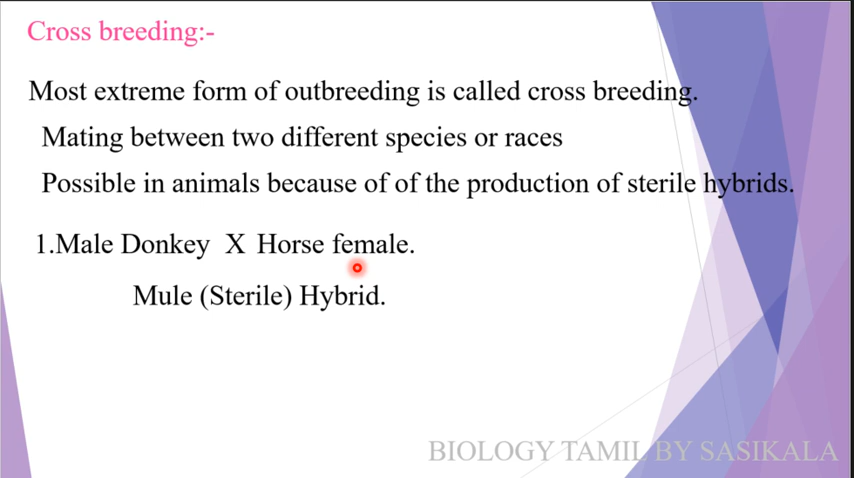 Cross breeding:-
Most extreme form of outbreeding is called cross breeding.
Mating between two different species or races
Possible in animals because of of the production of sterile hybrids.
1.Male Donkey X Horse female.
Mule (Sterile) Hybrid.
BIOLOGY TAMIL BY SASIKALA